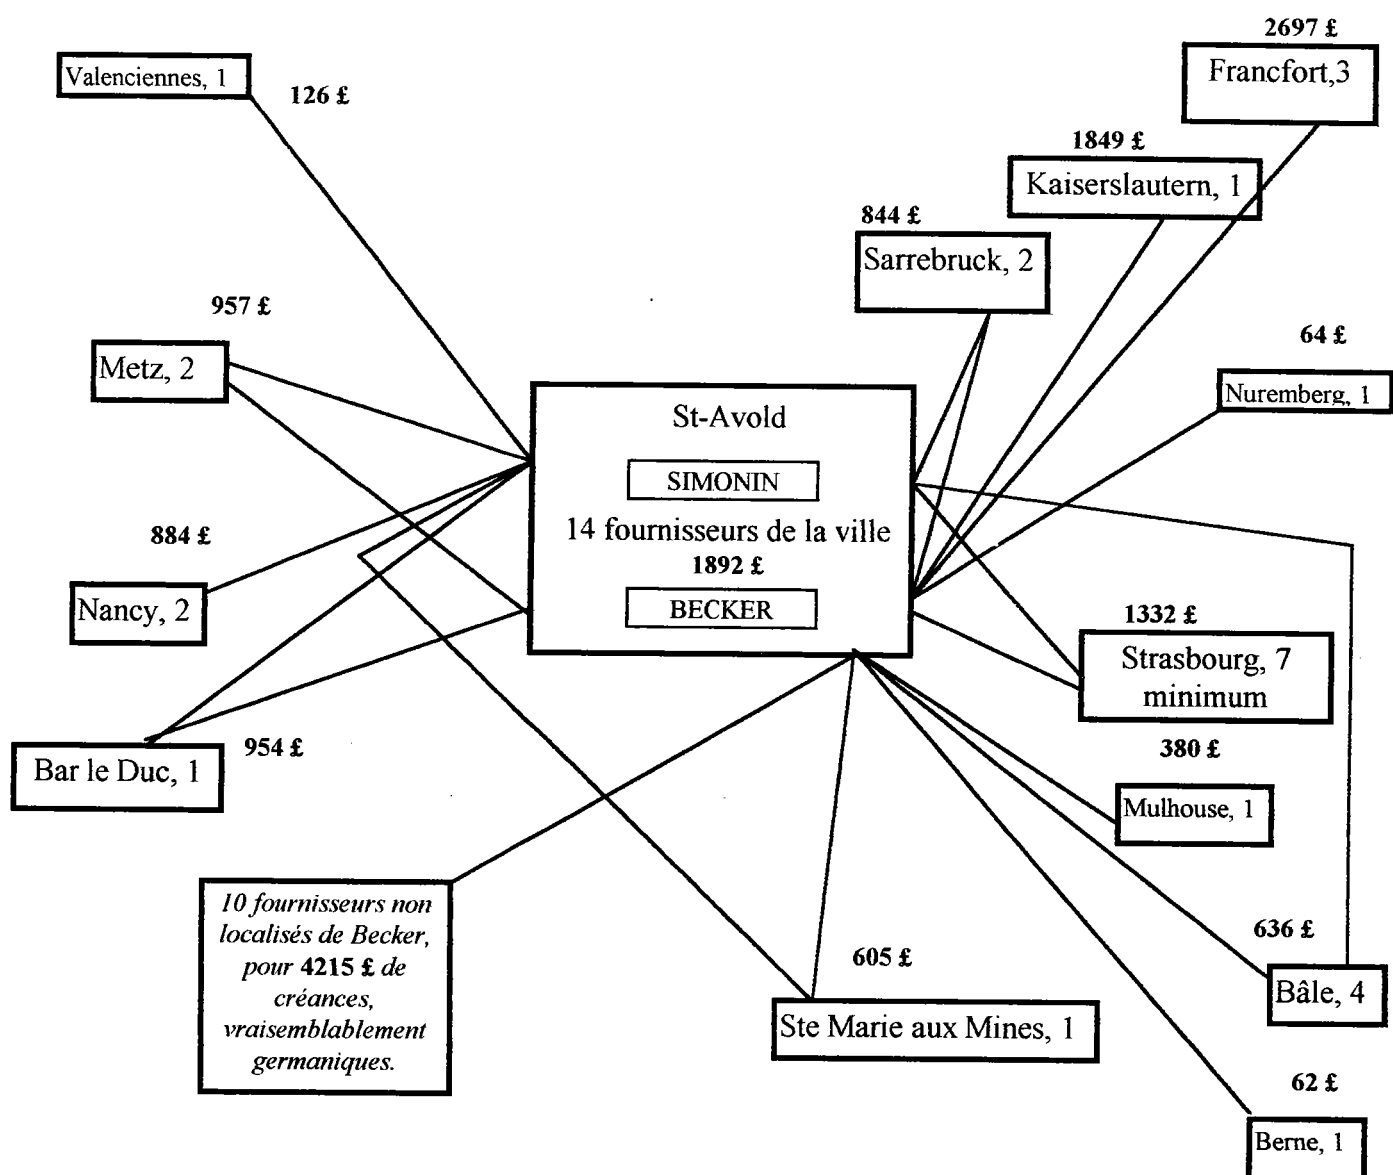 2697 £
Francfort,3
Valenciennes, 1
126 £
1849 £
Kaiserslautern, 1
844 £
Sarrebruck, 2
957 £
Metz, 2
64 £
Nuremberg, 1
St-Avold
SIMONIN
14 fournisseurs de la ville
1892 £
BECKER
884 £
Nancy, 2
1332 £
Strasbourg, 7
minimum
954 £
Bar le Duc, 1
380 £
Mulhouse, 1
10 fournisseurs non
localisés de Becker,
pour 4215 £ de
créances,
vraisemblablement
germaniques.
605 £
Ste Marie aux Mines, 1
636 £
Bâle, 4
62 £
Berne, 1